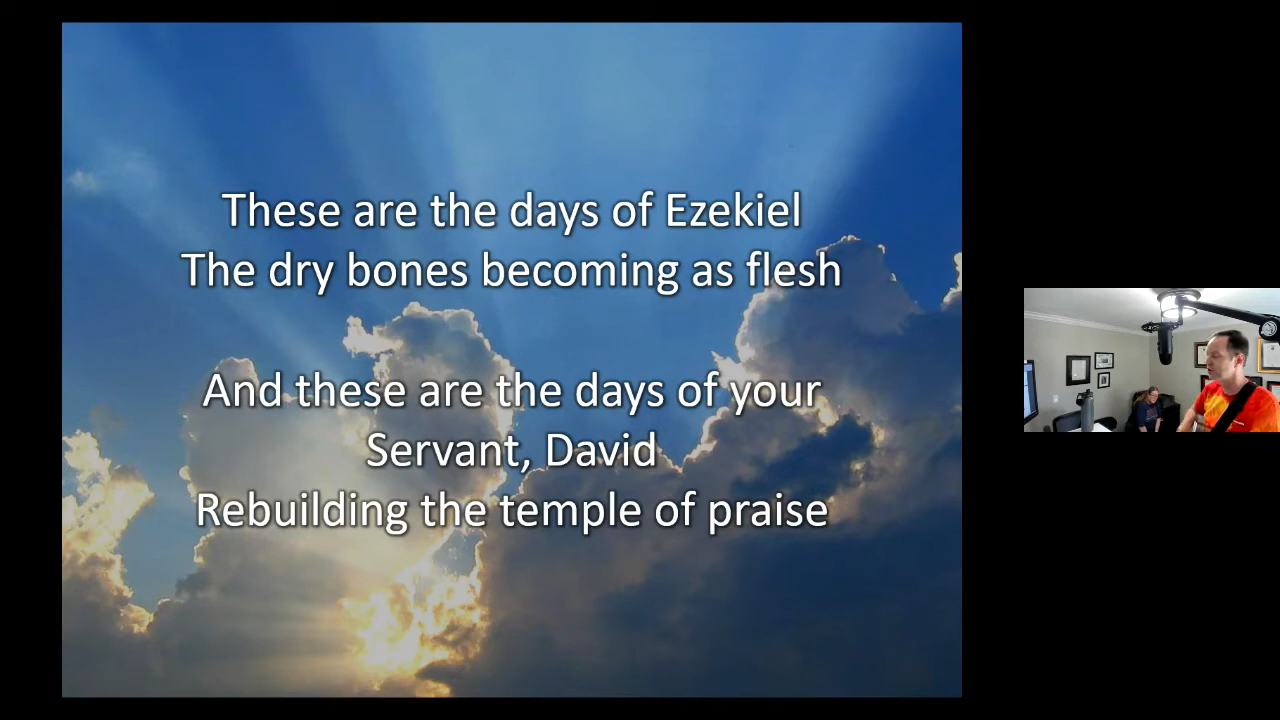 These are the days of Ezekiel
The dry bones becoming as flesh
And these are the days of your
Servant, David
Rebuilding the temple of praise